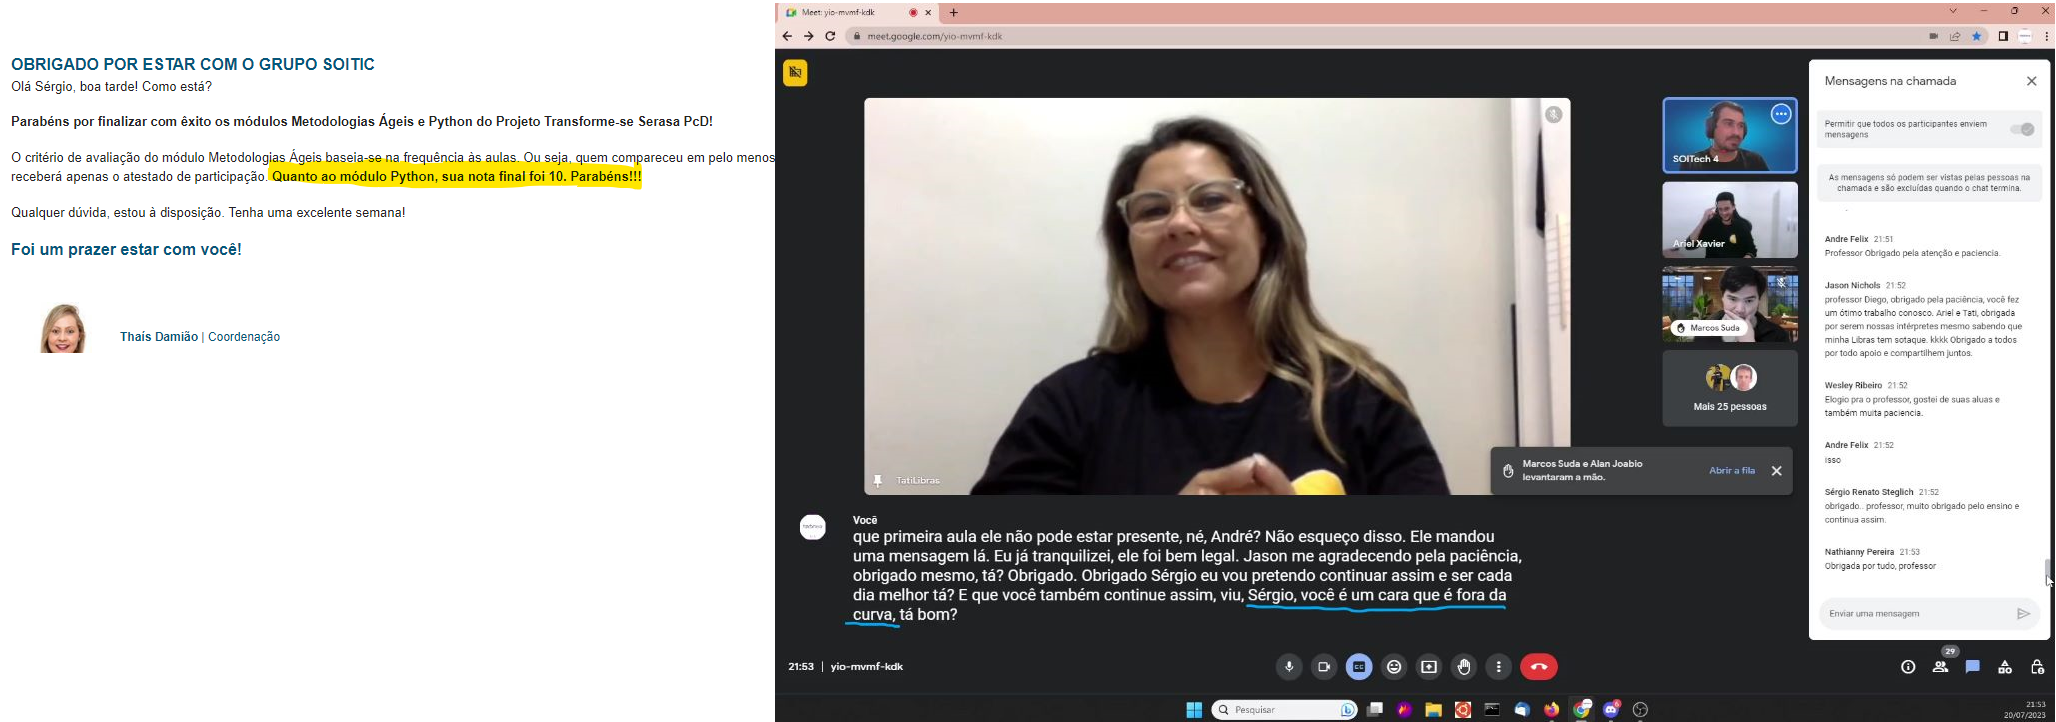 OBRIGADO POR ESTAR COM O GRUPO SOITIC
Olá Sérgio, boa tarde! Como está?
Parabéns por finalizar com êxito os módulos Metodologias Ágeis e Python do Projeto Transforme-se Serasa PcD!
O critério de avaliação do módulo Metodologias Ágeis baseia-se na frequência às aulas. Ou seja, quem compareceu em pelo menos
receberá apenas o atestado de participação. Quanto ao módulo Python, sua nota final foi 10. Parabéns!!!
Qualquer dúvida, estou à disposição. Tenha uma excelente semana!
Foi um prazer estar com você!
Thaís Damião | Coordenação
Meet: yio-mvmf-kdk
meet.google.com/yio-mvmf-kdk
TatiLibras
SOITech 4
Ariel Xavier
Marcos Suda
Mais 25 pessoas
Marcos Suda e Alan Joabio
levantaram a mão.
Abrir a fila
Você
que primeira aula ele não pode estar presente, né, André? Não esqueço disso. Ele mandou
uma mensagem lá. Eu já tranquilizei, ele foi bem legal. Jason me agradecendo pela paciência,
obrigado mesmo, tá? Obrigado. Obrigado Sérgio eu vou pretendo continuar assim e ser cada
dia melhor tá? E que você também continue assim, viu, Sérgio, você é um cara que é fora da
curva, tá bom?
Mensagens na chamada
Permitir que todos os participantes enviem
mensagens
As mensagens só podem ser vistas pelas pessoas na
chamada e são excluídas quando o chat termina.
Andre Felix 21:51
Professor Obrigado pela atenção e paciencia.
Jason Nichols 21:52
professor Diego, obrigado pela paciência, você fez
um ótimo trabalho conosco. Ariel e Tati, obrigada
por serem nossas intérpretes mesmo sabendo que
minha Libras tem sotaque. kkkk Obrigado a todos
por todo apoio e compartilhem juntos.
Wesley Ribeiro 21:52
Elogio pra o professor, gostei de suas aluas e
também muita paciencia.
Andre Felix 21:52
isso
Sérgio Renato Steglich 21:52
obrigado.. professor, muito obrigado pelo ensino e
continua assim.
Nathianny Pereira 21:53
Obrigada por tudo, professor
Enviar uma mensagem
21:53 | yio-mvmf-kdk
29
Pesquisar
21:53
20/07/2023